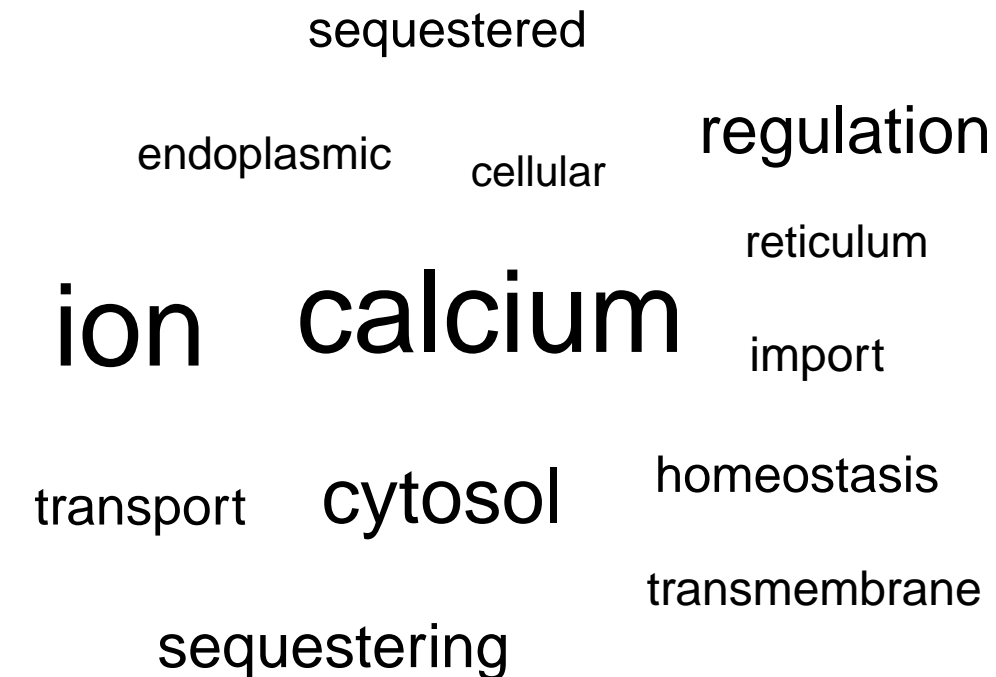 sequestered
regulation
endoplasmic
cellular
reticulum
ion
calcium
import
transport
cytosol
homeostasis
transmembrane
sequestering